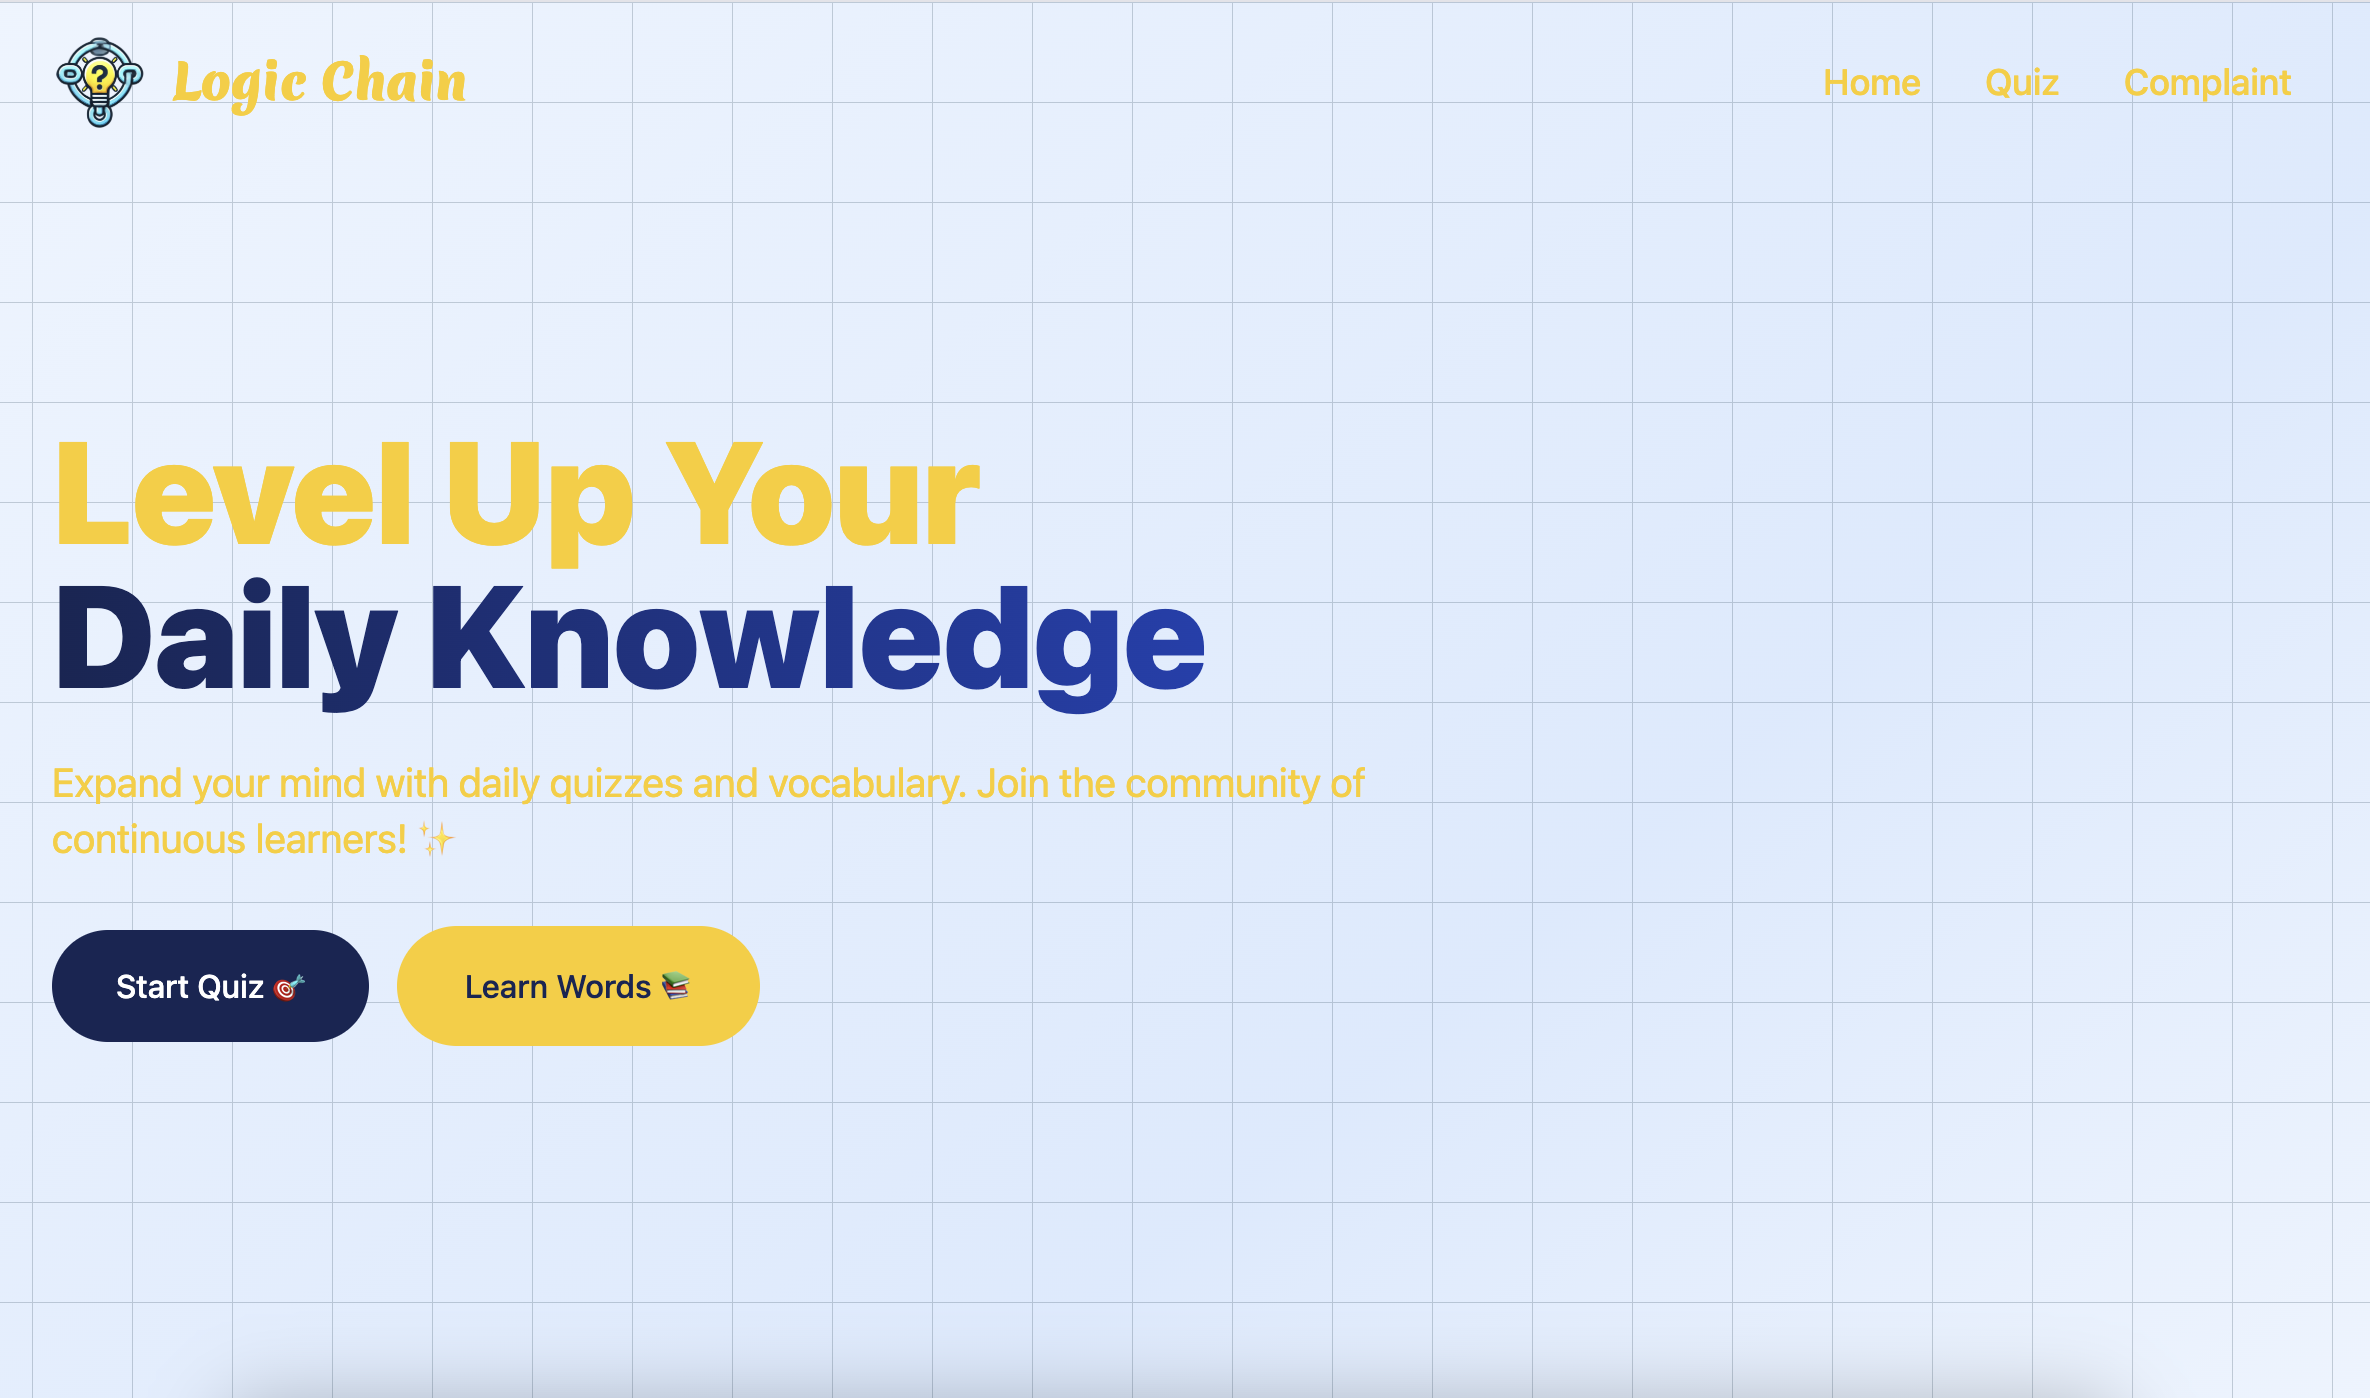 Logic Chain
Home Quiz Complaint
Level Up Your
Daily Knowledge
Expand your mind with daily quizzes and vocabulary. Join the community of
continuous learners! ✨
Start Quiz 🎯 Learn Words 📚